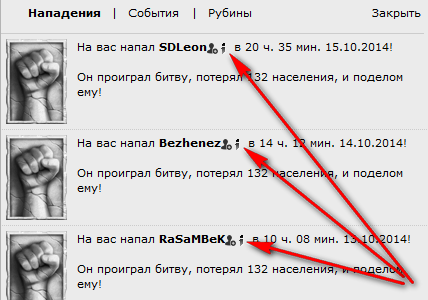 Нападения | События | Рубины Закрыть
На вас напал SDLeon в 20 ч. 35 мин. 15.10.2014!
Он проиграл битву, потерял 132 населения, и поделом
ему!
На вас напал Bezhenez в 14 ч. 12 мин. 14.10.2014!
Он проиграл битву, потерял 132 населения, и поделом
ему!
На вас напал RaSaMBeK в 10 ч. 08 мин. 13.10.2014!
Он проиграл битву, потерял 132 населения, и поделом
ему!